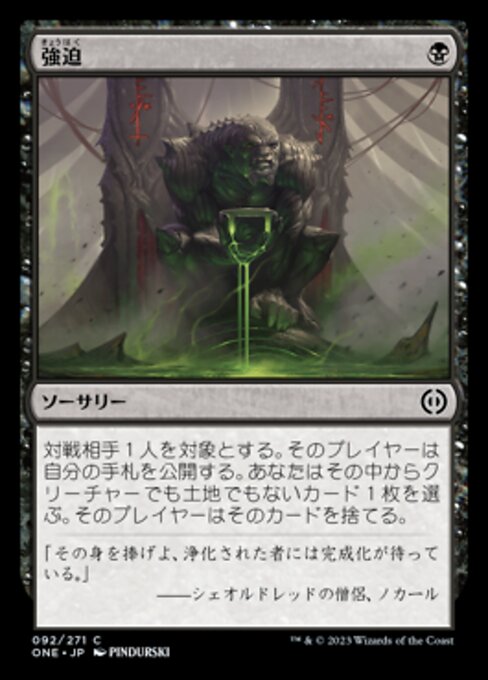 きょうはく
強迫
ソーサリー
対戦相手１人を対象とする。そのプレイヤーは
自分の手札を公開する。あなたはその中からク
リーチャーでも土地でもないカード１枚を選
ぶ。そのプレイヤーはそのカードを捨てる。
「その身を捧げよ、浄化された者には完成化が待って
いる。」
――シェオルドレッドの僧侶、ノカール
092/271 C
ONE • JP PINDURSKI
™ & © 2023 Wizards of the Coast